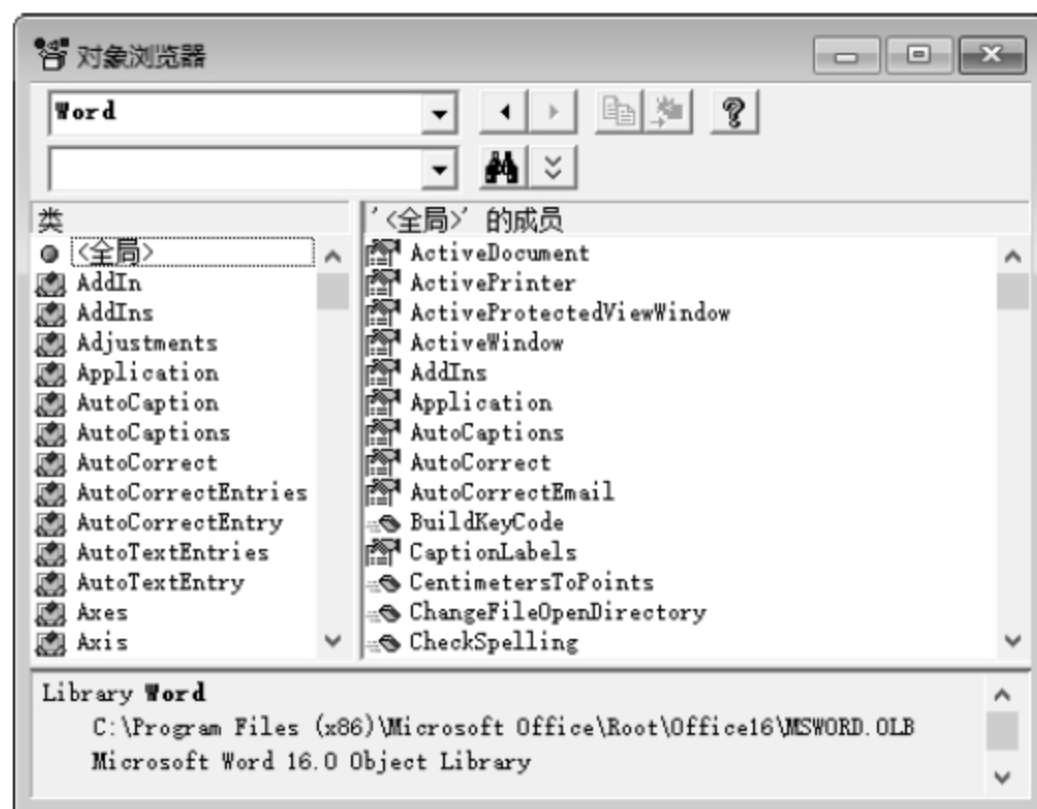 对象浏览器
Word
类
<全局>
AddIn
AddIns
Adjustments
Application
AutoCaption
AutoCaptions
AutoCorrect
AutoCorrectEntries
AutoCorrectEntry
AutoTextEntries
AutoTextEntry
Axes
Axis
'<全局>' 的成员
ActiveDocument
ActivePrinter
ActiveProtectedViewWindow
ActiveWindow
AddIns
Application
AutoCaptions
AutoCorrect
AutoCorrectEmail
BuildKeyCode
CaptionLabels
CentimetersToPoints
ChangeFileOpenDirectory
CheckSpelling
Library Word
C:\Program Files (x86)\Microsoft Office\Root\Office16\MSWORD.OLB
Microsoft Word 16.0 Object Library